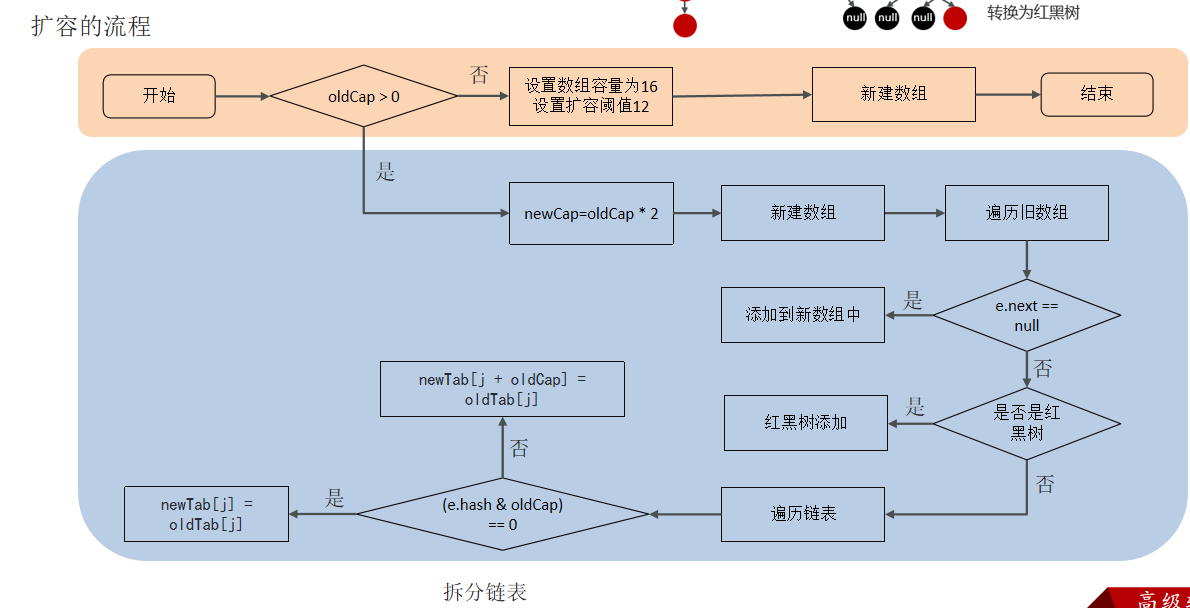 扩容的流程
null
null
null
转换为红黑树
开始
oldCap > 0
否
设置数组容量为16
设置扩容阈值12
新建数组
结束
是
newCap=oldCap * 2
新建数组
遍历旧数组
e.next ==
null
是
添加到新数组中
否
是否是红
黑树
是
红黑树添加
否
遍历链表
(e.hash & oldCap)
== 0
否
newTab[j + oldCap] =
oldTab[j]
是
newTab[j] =
oldTab[j]
拆分链表
高级